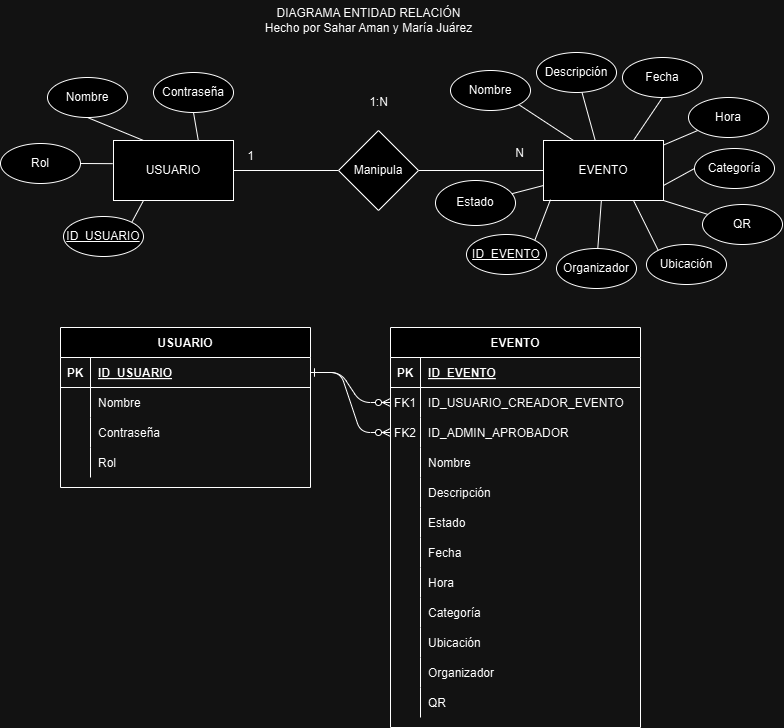 DIAGRAMA ENTIDAD RELACIÓN
Hecho por Sahar Aman y María Juárez
Nombre
Contraseña
Rol
USUARIO
ID_USUARIO
1
1:N
Manipula
N
Nombre
Descripción
Fecha
Hora
Categoría
QR
Ubicación
Organizador
ID_EVENTO
Estado
EVENTO
USUARIO
PK ID_USUARIO
Nombre
Contraseña
Rol
EVENTO
PK ID_EVENTO
FK1 ID_USUARIO_CREADOR_EVENTO
FK2 ID_ADMIN_APROBADOR
Nombre
Descripción
Estado
Fecha
Hora
Categoría
Ubicación
Organizador
QR